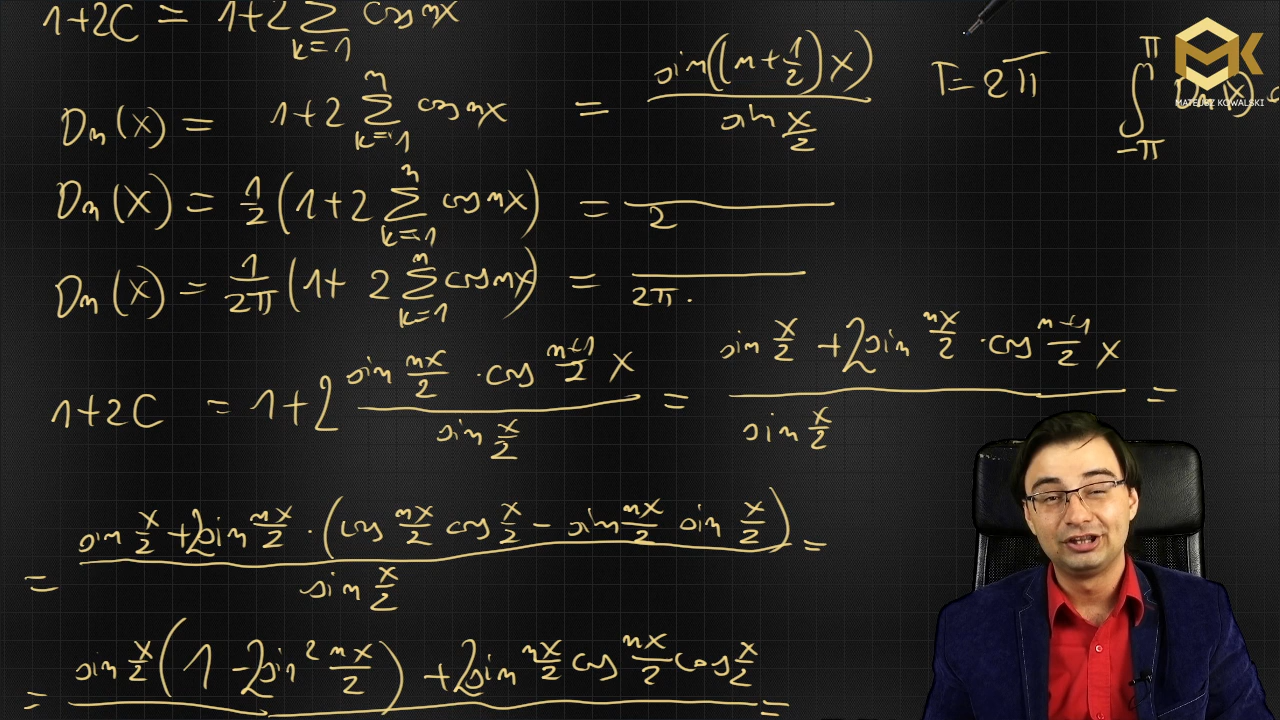 1+2C = 1+2 ∑_{k=1} cos nx
D_n(x) = 1+2 ∑_{k=1}^{n} cos nx = sin((n+1/2)x) / sin x/2
T=2π
∫_{-π}^{π} D_n(x)
MATEUSZ KOWALSKI
D_n(x) = 1/2 (1+2 ∑_{k=1}^{n} cos nx) = / 2
D_n(x) = 1/2π (1+ 2 ∑_{k=1}^{n} cos nx) = / 2π ·
1+2C = 1+2 sin nx/2 · cos n+1/2 x / sin x/2 = sin x/2 + 2 sin nx/2 · cos n+1/2 x / sin x/2 =
= sin x/2 + 2 sin nx/2 · (cos nx/2 cos x/2 − sin nx/2 sin x/2) / sin x/2 =
= sin x/2 (1 − 2 sin² nx/2) + 2 sin nx/2 cos nx/2 cos x/2 =